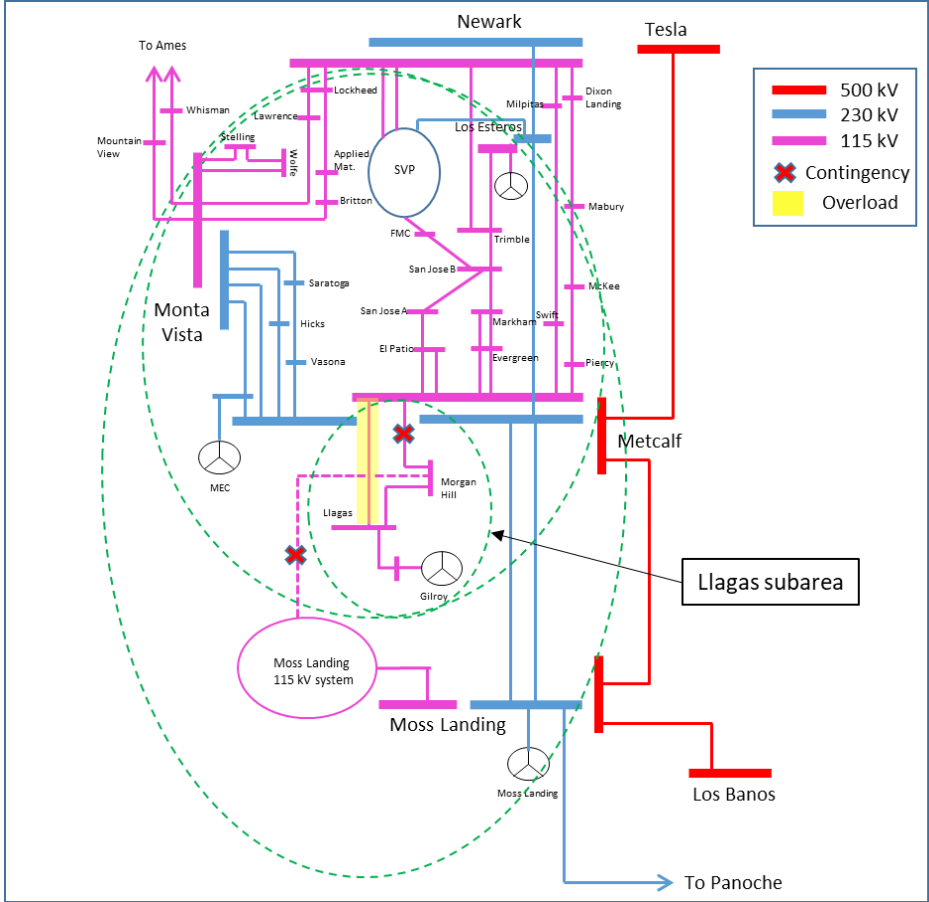 Newark
Tesla
To Ames
Whisman
Mountain
View
Stelling
Wolfe
Lockheed
Lawrence
Applied
Mat.
Britton
SVP
FMC
Los Esteros
Milpitas
Dixon
Landing
500 kV
230 kV
115 kV
Contingency
Overload
Trimble
Mabury
San Jose B
McKee
San Jose A
Markham
Swift
El Patio
Evergreen
Piercy
Monta
Vista
Saratoga
Hicks
Vasona
MEC
Metcalf
Morgan
Hill
Llagas
Gilroy
Llagas subarea
Moss Landing
115 kV system
Moss Landing
Moss Landing
Los Banos
To Panoche